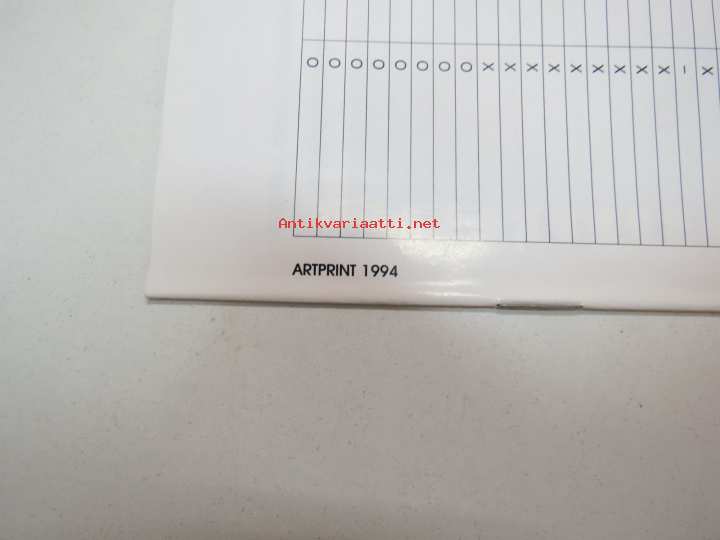 O O O O O O O O X X X X X X X X X – X
Antikvariaatti.net
ARTPRINT 1994